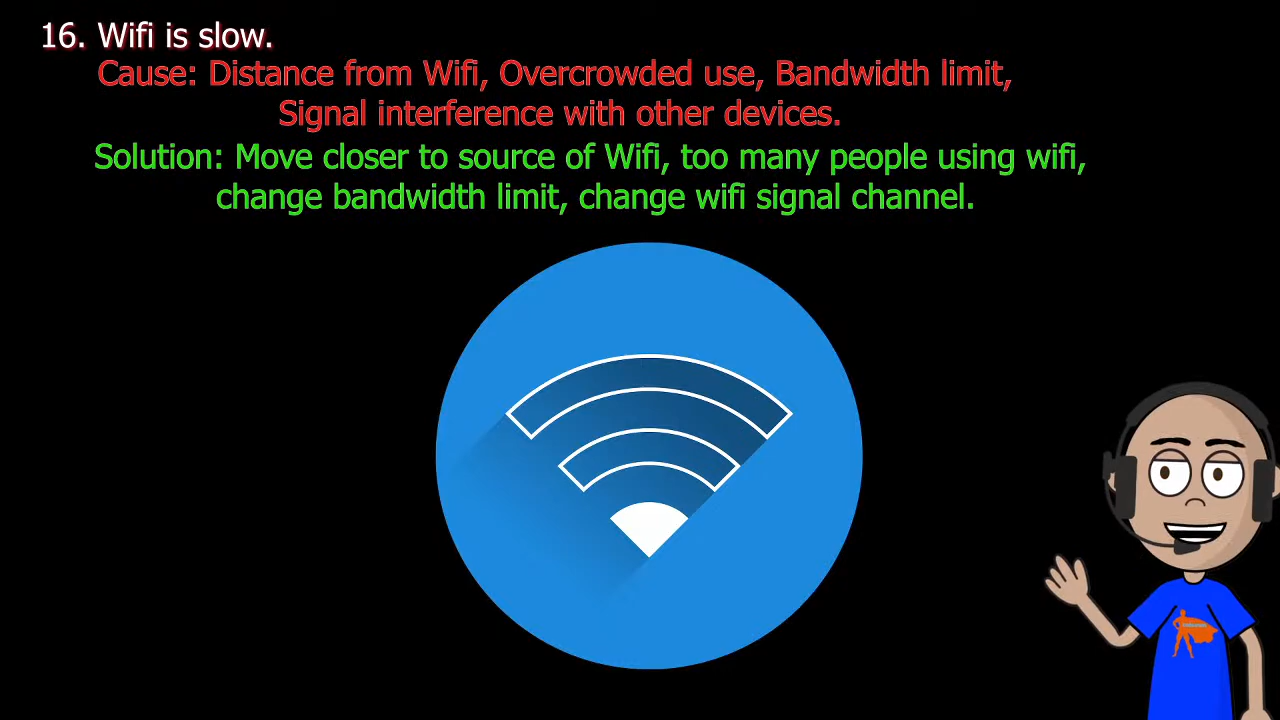 16. Wifi is slow.
Cause: Distance from Wifi, Overcrowded use, Bandwidth limit,
Signal interference with other devices.
Solution: Move closer to source of Wifi, too many people using wifi,
change bandwidth limit, change wifi signal channel.